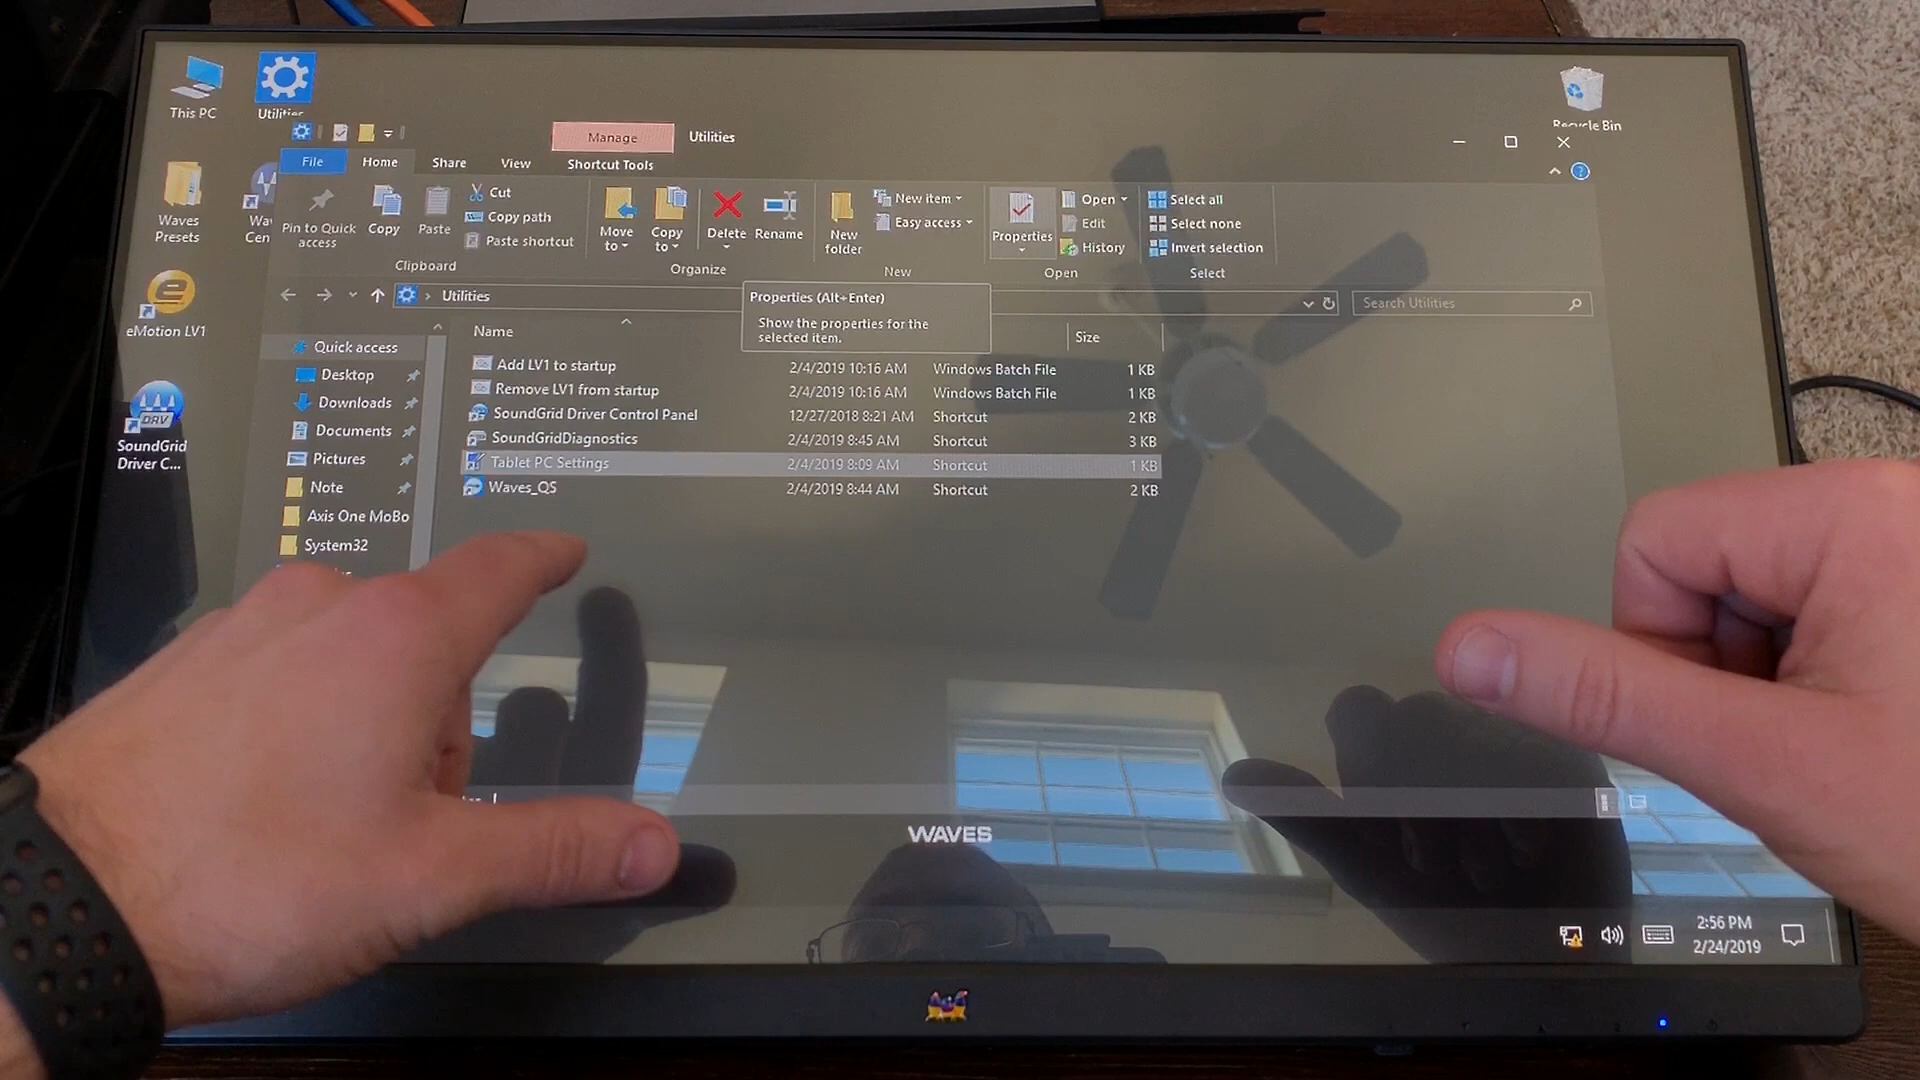 This PC
Utilities
Recycle Bin
Manage
Utilities
File
Home
Share
View
Shortcut Tools
Waves
Presets
Pin to Quick
access
Copy
Paste
Cut
Copy path
Paste shortcut
Clipboard
Move
to
Copy
to
Delete
Rename
Organize
New
folder
New item
Easy access
New
Properties
Open
Edit
History
Open
Select all
Select none
Invert selection
Select
Utilities
Search Utilities
Properties (Alt+Enter)
Show the properties for the
selected item.
Name
Size
eMotion LV1
Quick access
Desktop
Downloads
Documents
Pictures
Note
Axis One MoBo
System32
Add LV1 to startup 2/4/2019 10:16 AM Windows Batch File 1 KB
Remove LV1 from startup 2/4/2019 10:16 AM Windows Batch File 1 KB
SoundGrid Driver Control Panel 12/27/2018 8:21 AM Shortcut 2 KB
SoundGridDiagnostics 2/4/2019 8:45 AM Shortcut 3 KB
Tablet PC Settings 2/4/2019 8:09 AM Shortcut 1 KB
Waves_QS 2/4/2019 8:44 AM Shortcut 2 KB
DRV
SoundGrid
Driver C...
WAVES
2:56 PM
2/24/2019